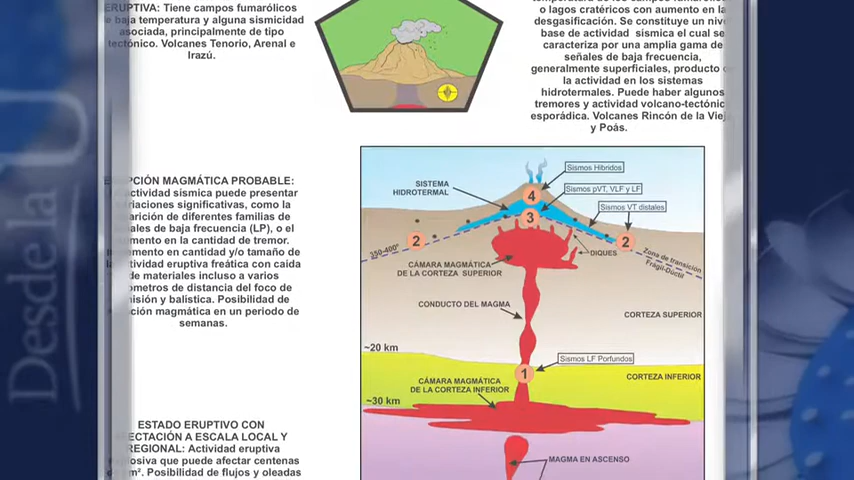 ERUPTIVA: Tiene campos fumarólicos
de baja temperatura y alguna sismicidad
asociada, principalmente de tipo
tectónico. Volcanes Tenorio, Arenal e
Irazú.
o lagos cratéricos con aumento en la
desgasificación. Se constituye un nivel
base de actividad sismica el cual se
caracteriza por una amplia gama de
señales de baja frecuencia,
generalmente superficiales, producto de
la actividad en los sistemas
hidrotermales. Puede haber algunos
tremores y actividad volcano-tectónica
esporádica. Volcanes Rincón de la Vieja
y Poás.
ERUPCIÓN MAGMÁTICA PROBABLE:
actividad sismica puede presentar
variaciones significativas, como la
aparición de diferentes familias de
señales de baja frecuencia (LP), o el
aumento en la cantidad de tremor.
Incremento en cantidad y/o tamaño de
la actividad eruptiva freática con caida
de materiales incluso a varios
kilómetros de distancia del foco de
emisión y balística. Posibilidad de
erupción magmática en un periodo de
semanas.
ESTADO ERUPTIVO CON
AFECTACIÓN A ESCALA LOCAL Y
REGIONAL: Actividad eruptiva
explosiva que puede afectar centenas
de km². Posibilidad de flujos y oleadas
SISTEMA
HIDROTERMAL
Sismos Híbridos
Sismos pVT, VLF y LF
Sismos VT distales
4
3
2
2
350-400º
DIQUES
Zona de transición
Frágil-Dúctil
CÁMARA MAGMÁTICA
DE LA CORTEZA SUPERIOR
CONDUCTO DEL MAGMA
CORTEZA SUPERIOR
~20 km
Sismos LF Porfundos
1
CÁMARA MAGMÁTICA
DE LA CORTEZA INFERIOR
CORTEZA INFERIOR
~30 km
MAGMA EN ASCENSO
Desde la U